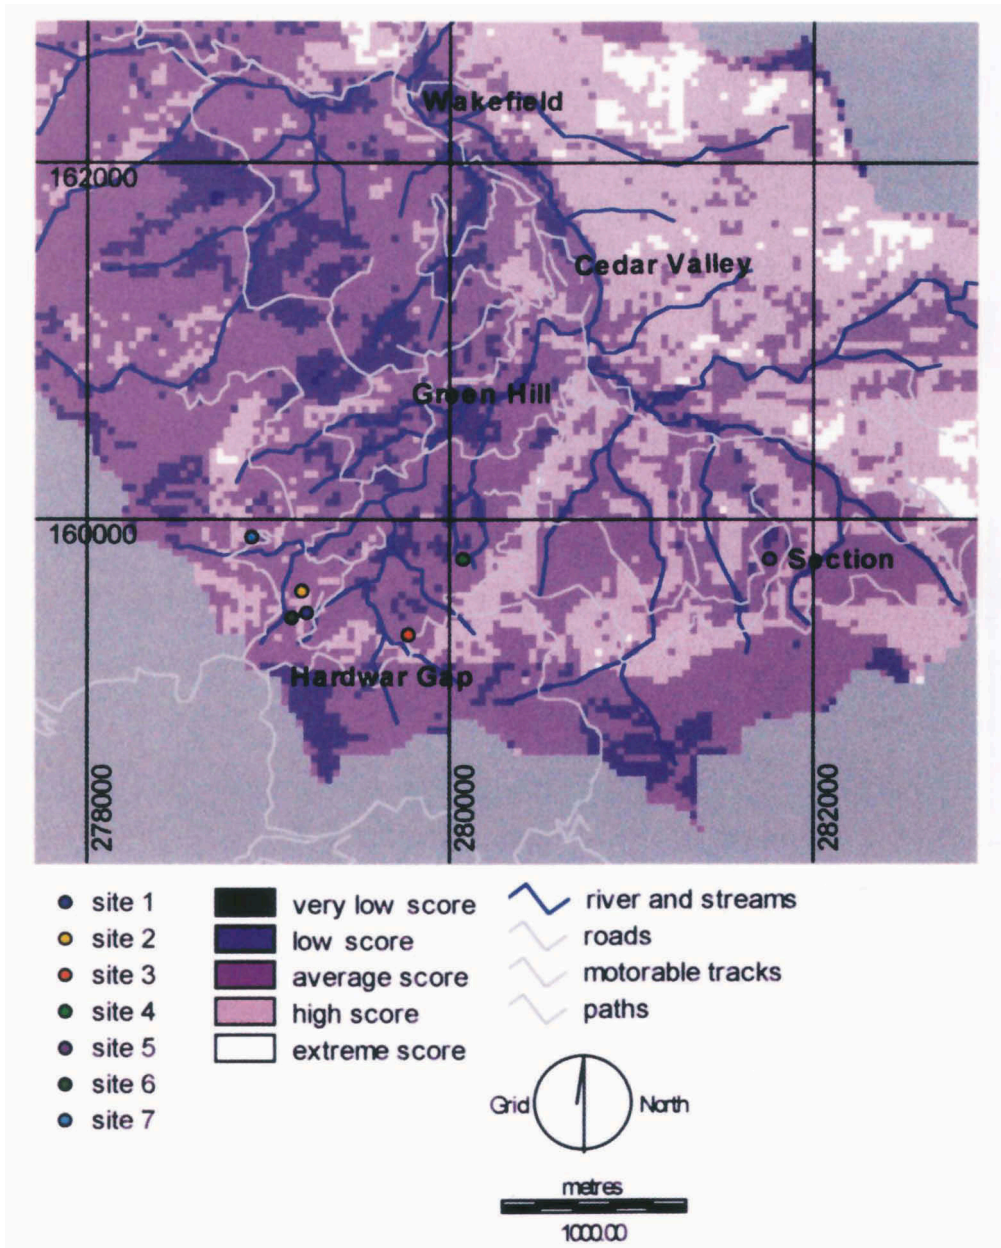 Wakefield
162000
Cedar Valley
Green Hill
160000
Section
Hardwar Gap
278000
280000
282000
site 1
site 2
site 3
site 4
site 5
site 6
site 7
very low score
low score
average score
high score
extreme score
river and streams
roads
motorable tracks
paths
Grid North
metres
1000.00